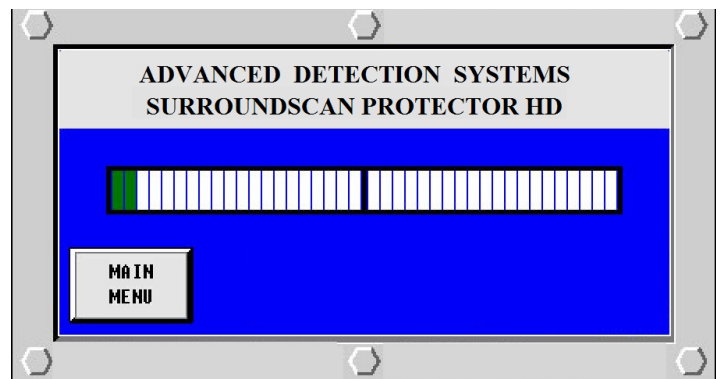 ADVANCED DETECTION SYSTEMS
SURROUNDSCAN PROTECTOR HD
MAIN
MENU